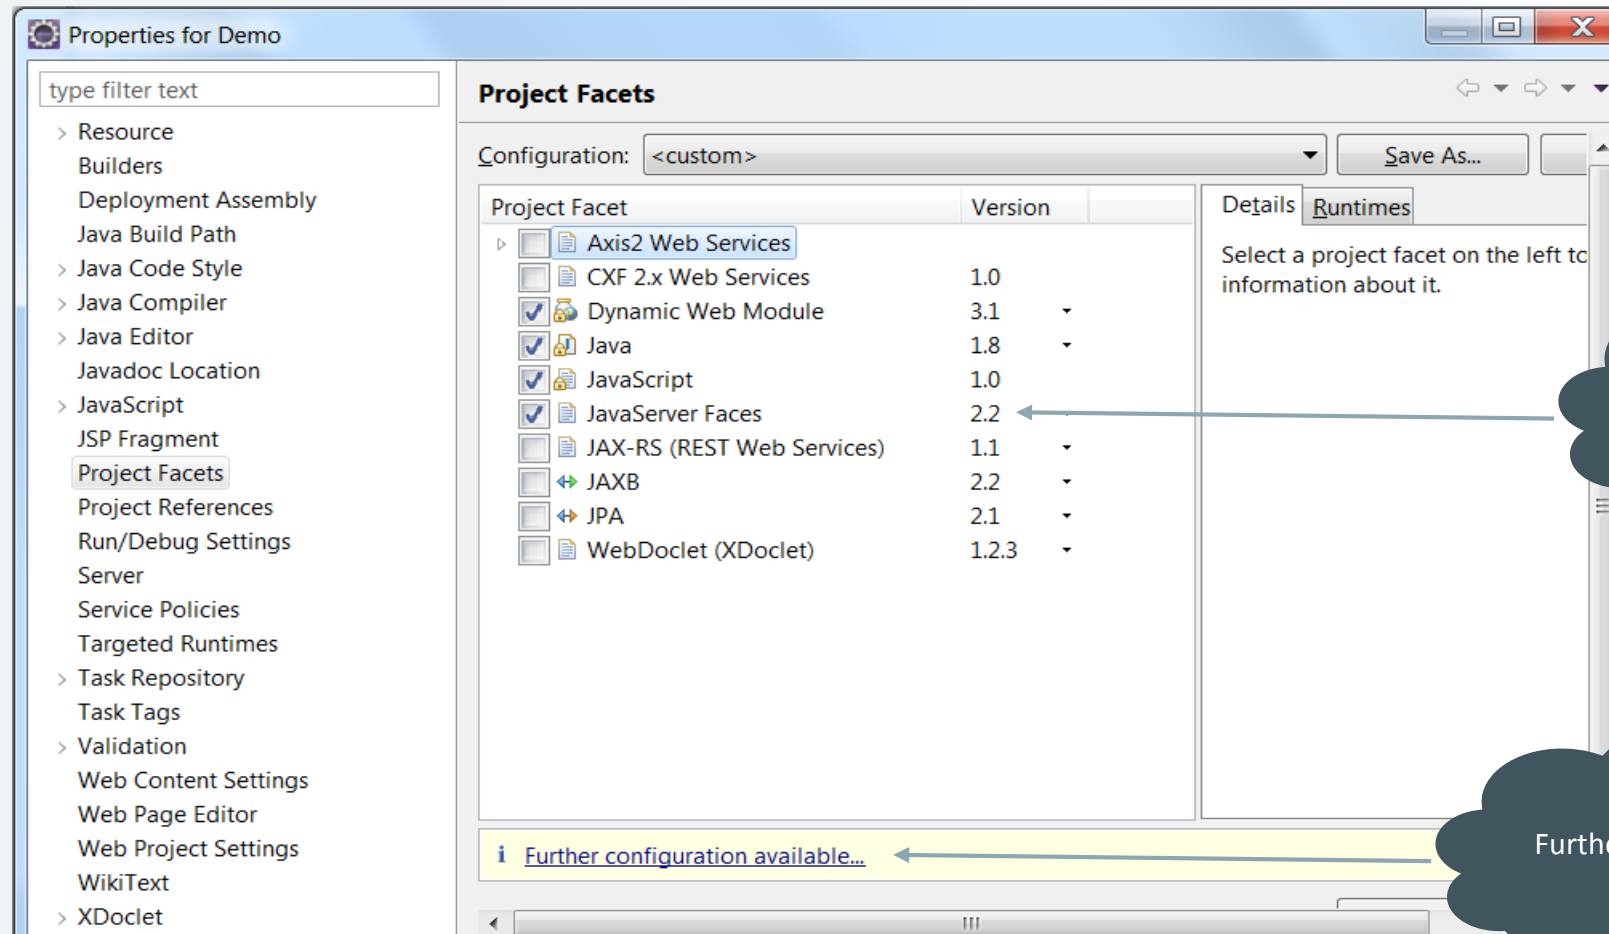 Properties for Demo
type filter text
Resource
Builders
Deployment Assembly
Java Build Path
Java Code Style
Java Compiler
Java Editor
Javadoc Location
JavaScript
JSP Fragment
Project Facets
Project References
Run/Debug Settings
Server
Service Policies
Targeted Runtimes
Task Repository
Task Tags
Validation
Web Content Settings
Web Page Editor
Web Project Settings
WikiText
XDoclet
Project Facets
Configuration: <custom> Save As...
Project Facet Version
Axis2 Web Services
CXF 2.x Web Services 1.0
Dynamic Web Module 3.1
Java 1.8
JavaScript 1.0
JavaServer Faces 2.2
JAX-RS (REST Web Services) 1.1
JAXB 2.2
JPA 2.1
WebDoclet (XDoclet) 1.2.3
Details Runtimes
Select a project facet on the left to
information about it.
i Further configuration available...